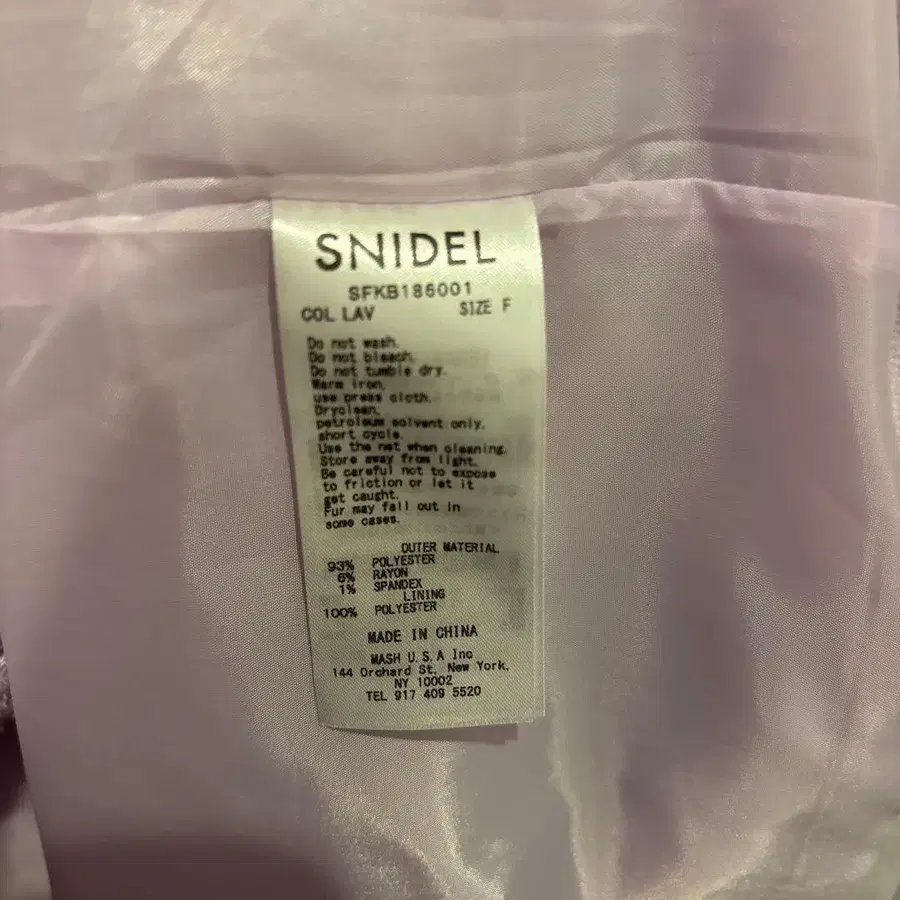 SNIDEL
SFKB186001
COL LAV SIZE F
Do not wash.
Do not bleach.
Do not tumble dry.
Warm iron,
use press cloth.
Dryclean,
petroleum solvent only,
short cycle.
Use the net when cleaning.
Store away from light.
Be careful not to expose
to friction or let it
get caught.
Fur may fall out in
some cases.
OUTER MATERIAL
93% POLYESTER
6% RAYON
1% SPANDEX
LINING
100% POLYESTER
MADE IN CHINA
MASH U.S.A Inc
144 Orchard St, New York,
NY 10002
TEL 917 409 5520